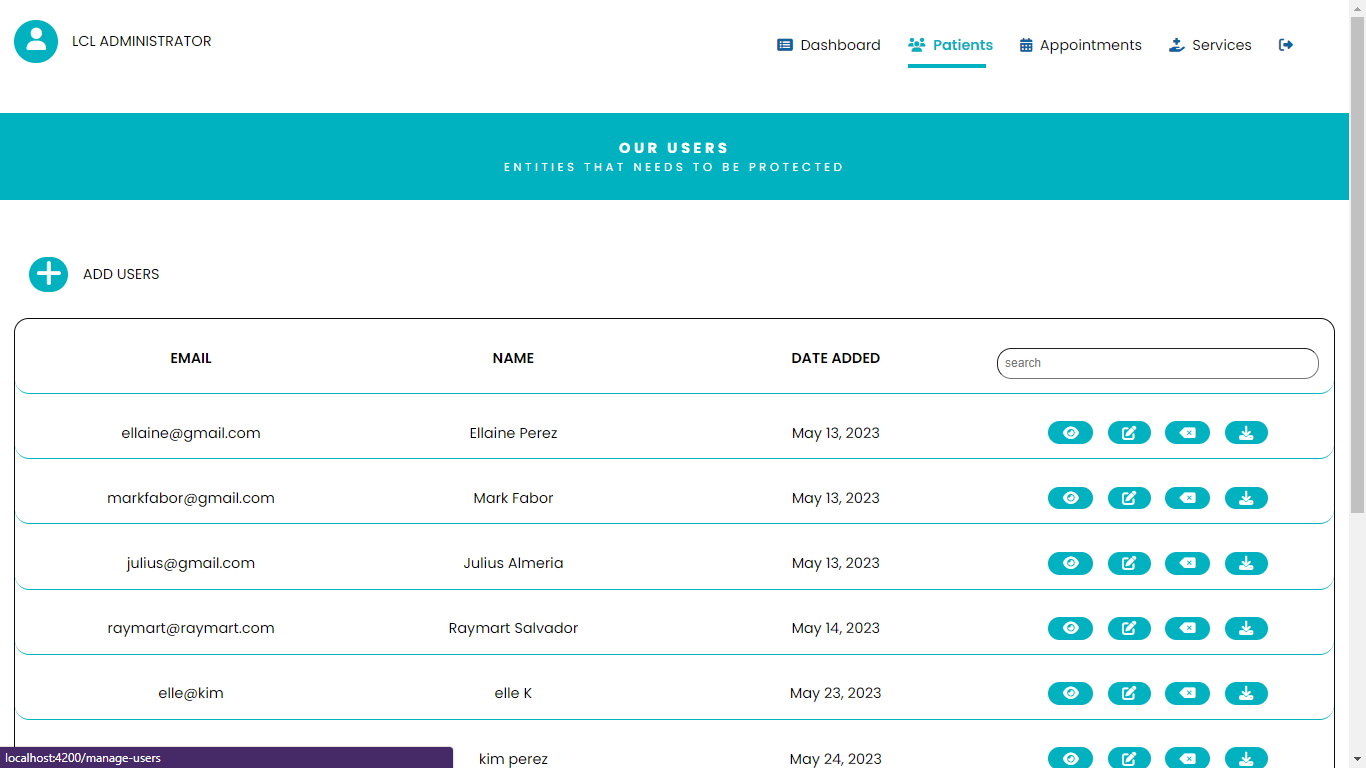 LCL ADMINISTRATOR
Dashboard Patients Appointments Services
OUR USERS
ENTITIES THAT NEEDS TO BE PROTECTED
ADD USERS
EMAIL NAME DATE ADDED search
ellaine@gmail.com Ellaine Perez May 13, 2023
markfabor@gmail.com Mark Fabor May 13, 2023
julius@gmail.com Julius Almeria May 13, 2023
raymart@raymart.com Raymart Salvador May 14, 2023
elle@kim elle K May 23, 2023
kim perez May 24, 2023
localhost:4200/manage-users